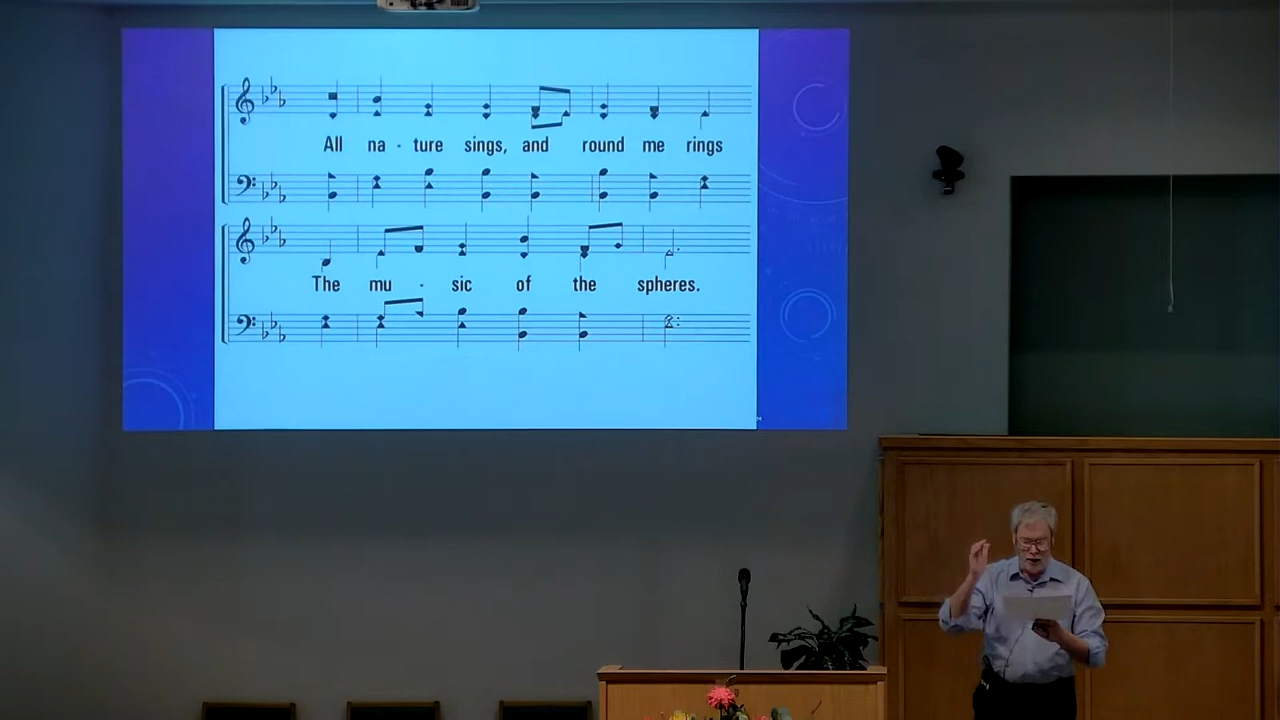 All na - ture sings, and round me rings
The mu - sic of the spheres.